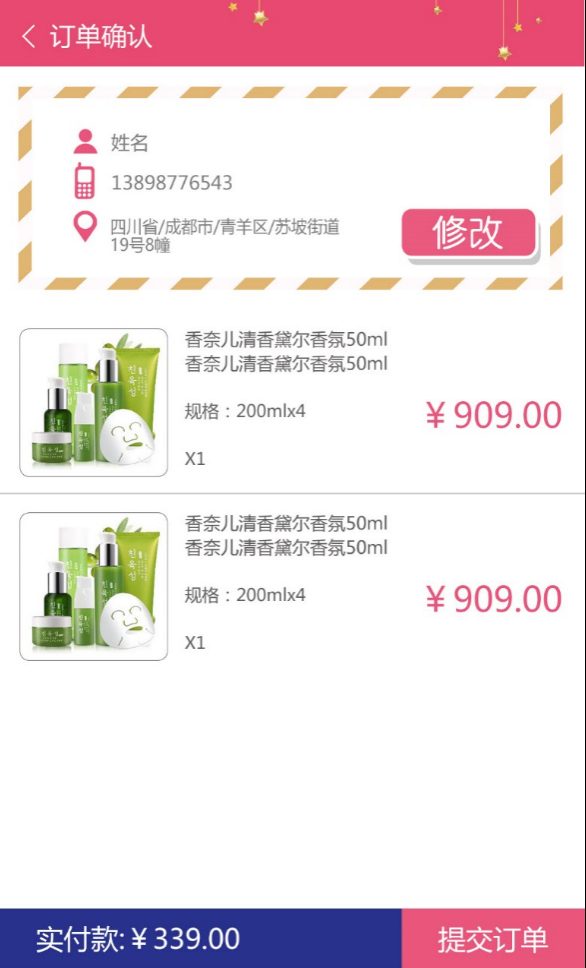 订单确认
姓名
13898776543
四川省/成都市/青羊区/苏坡街道
19号8幢
修改
香奈儿清香黛尔香氛50ml
香奈儿清香黛尔香氛50ml
规格：200mlx4
¥909.00
X1
香奈儿清香黛尔香氛50ml
香奈儿清香黛尔香氛50ml
规格：200mlx4
¥909.00
X1
实付款:¥339.00
提交订单